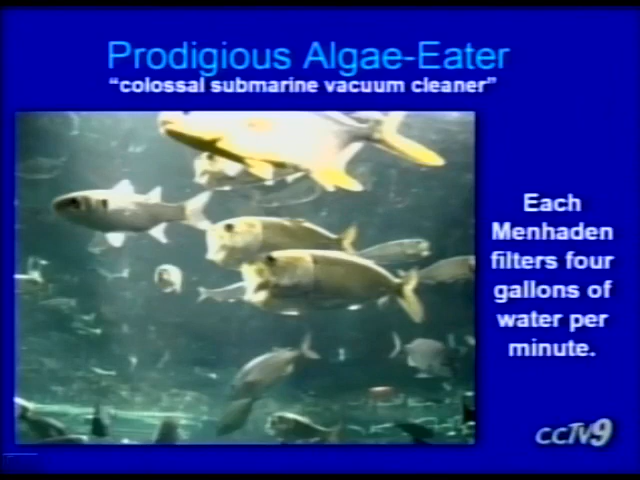 Prodigious Algae-Eater
“colossal submarine vacuum cleaner”
Each
Menhaden
filters four
gallons of
water per
minute.
ccTv9